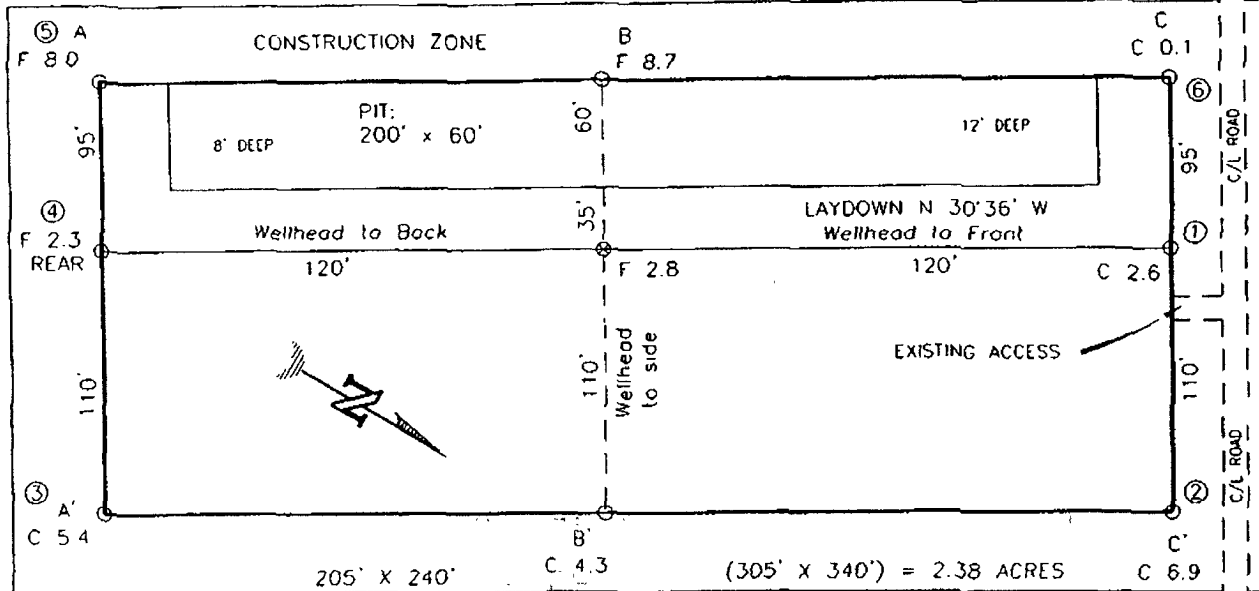 ⑤ A
F 8.0
CONSTRUCTION ZONE
B
F 8.7
C
C 0.1
⑥
95'
PIT:
200' x 60'
8' DEEP
60'
12' DEEP
95'
C/L ROAD
④
F 2.3
REAR
Wellhead to Back
120'
35'
F 2.8
LAYDOWN N 30°36' W
Wellhead to Front
120'
①
C 2.6
EXISTING ACCESS
110'
N
110'
Wellhead
to side
110'
C/L ROAD
③ A'
C 5.4
B'
C 4.3
②
C'
C 6.9
205' X 240'
(305' X 340') = 2.38 ACRES